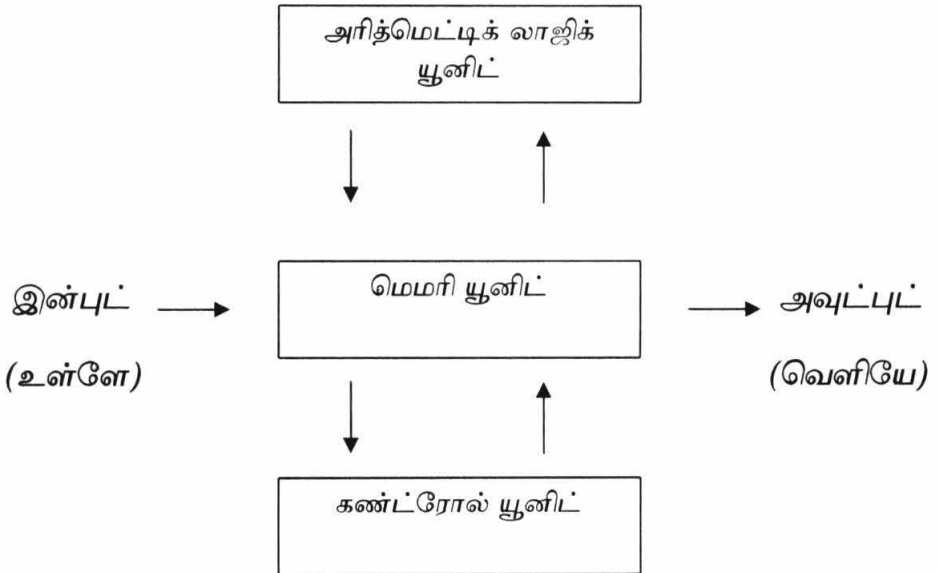 அரித்மெட்டிக் லாஜிக்
யூனிட்
இன்புட்
(உள்ளே)
மெமரி யூனிட்
அவுட்புட்
(வெளியே)
கண்ட்ரோல் யூனிட்